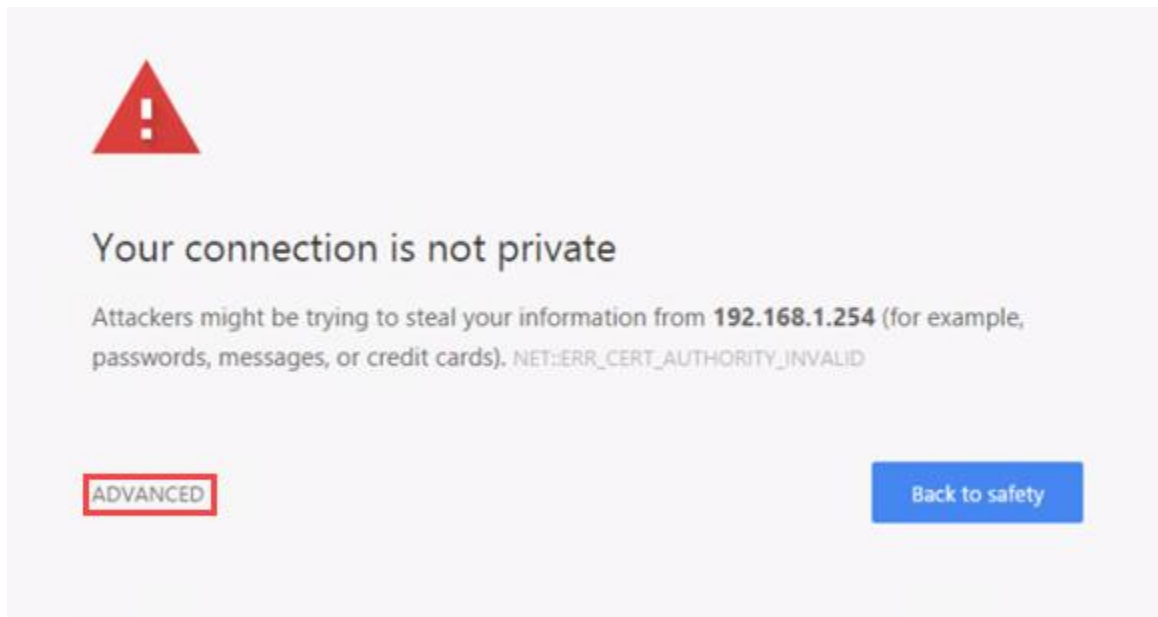 Your connection is not private
Attackers might be trying to steal your information from 192.168.1.254 (for example,
passwords, messages, or credit cards). NET::ERR_CERT_AUTHORITY_INVALID
ADVANCED
Back to safety